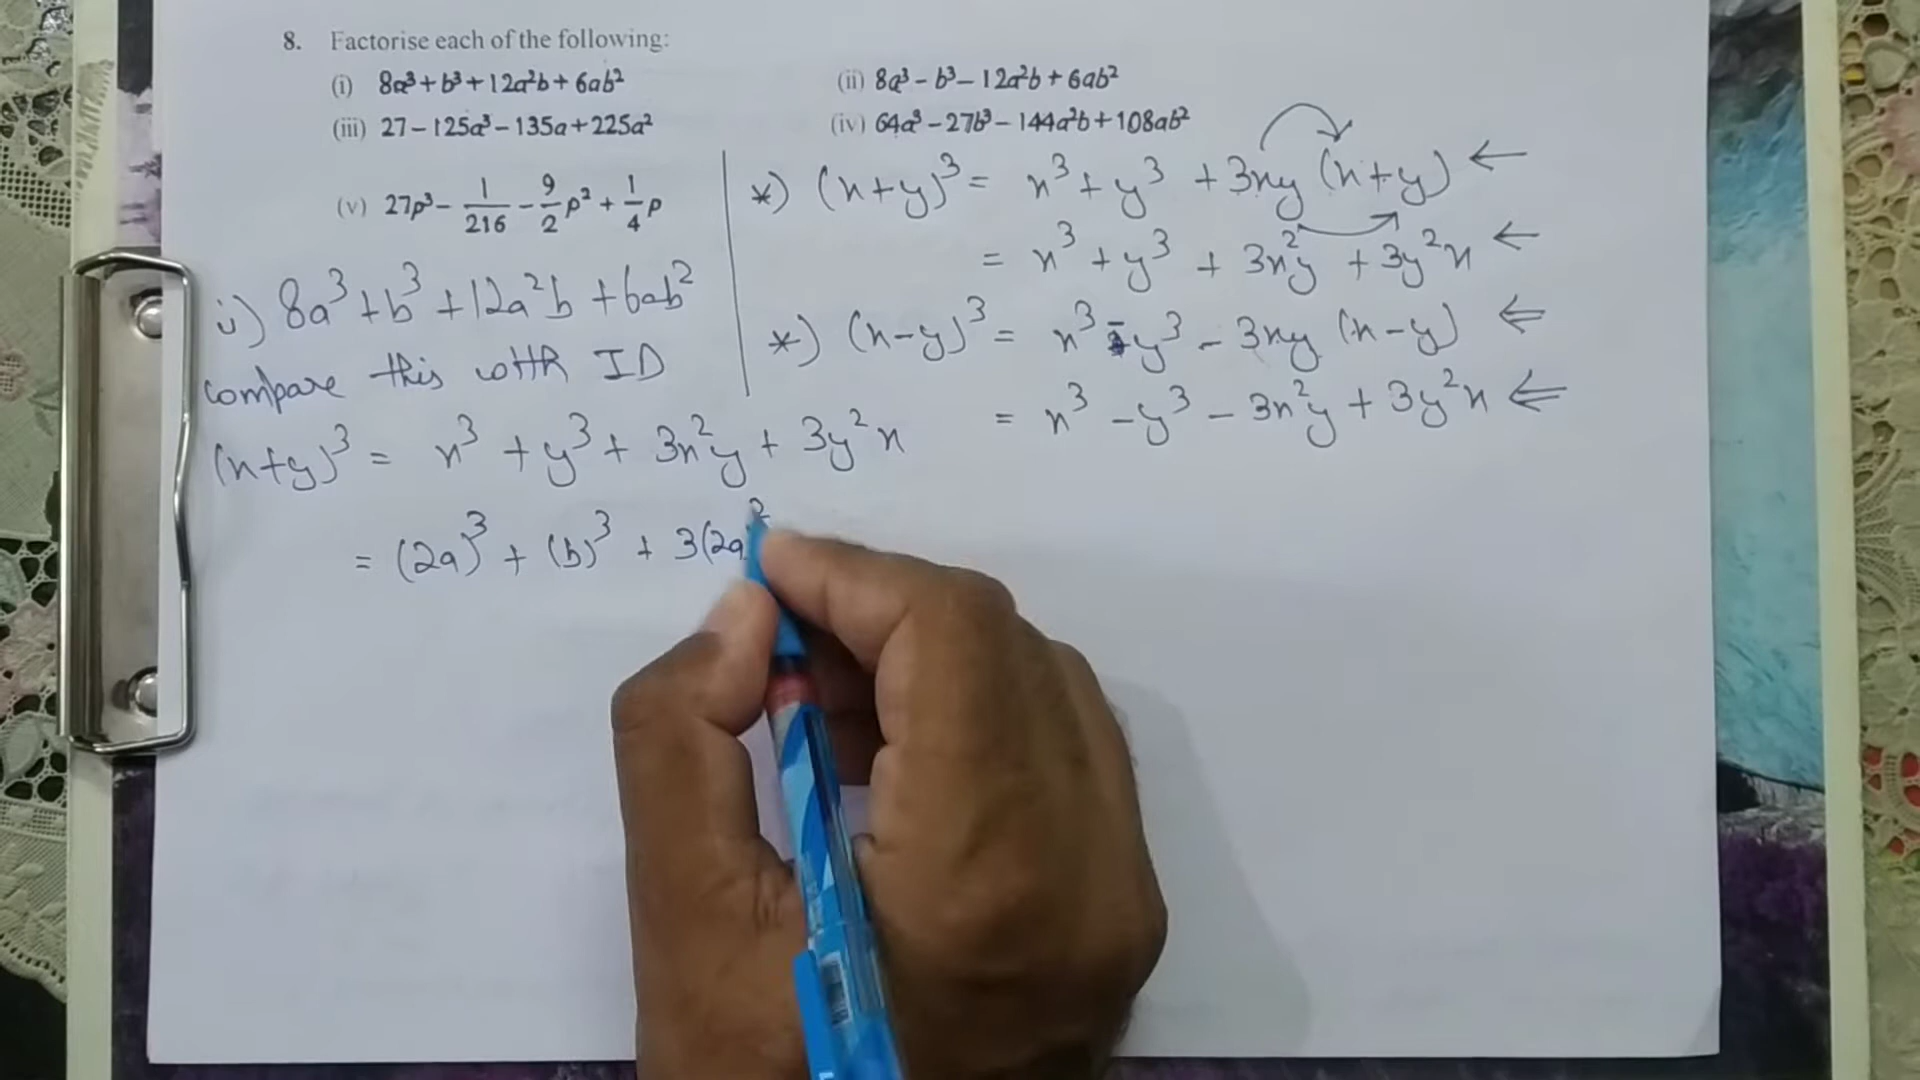 8. Factorise each of the following:
(i) 8a³ + b³ + 12a²b + 6ab²
(ii) 8a³ – b³ – 12a²b + 6ab²
(iii) 27 – 125a³ – 135a + 225a²
(iv) 64a³ – 27b³ – 144a²b + 108ab²
(v) 27p³ – 1/216 – 9/2 p² + 1/4 p
*) (x+y)³ = x³ + y³ + 3xy (x+y) ←
= x³ + y³ + 3x²y + 3y²x ←
*) (x-y)³ = x³ - y³ - 3xy (x-y) ⇐
= x³ - y³ - 3x²y + 3y²x ⇐
i) 8a³ + b³ + 12a²b + 6ab²
compare this with ID
(x+y)³ = x³ + y³ + 3x²y + 3y²x
= (2a)³ + (b)³ + 3(2a)²